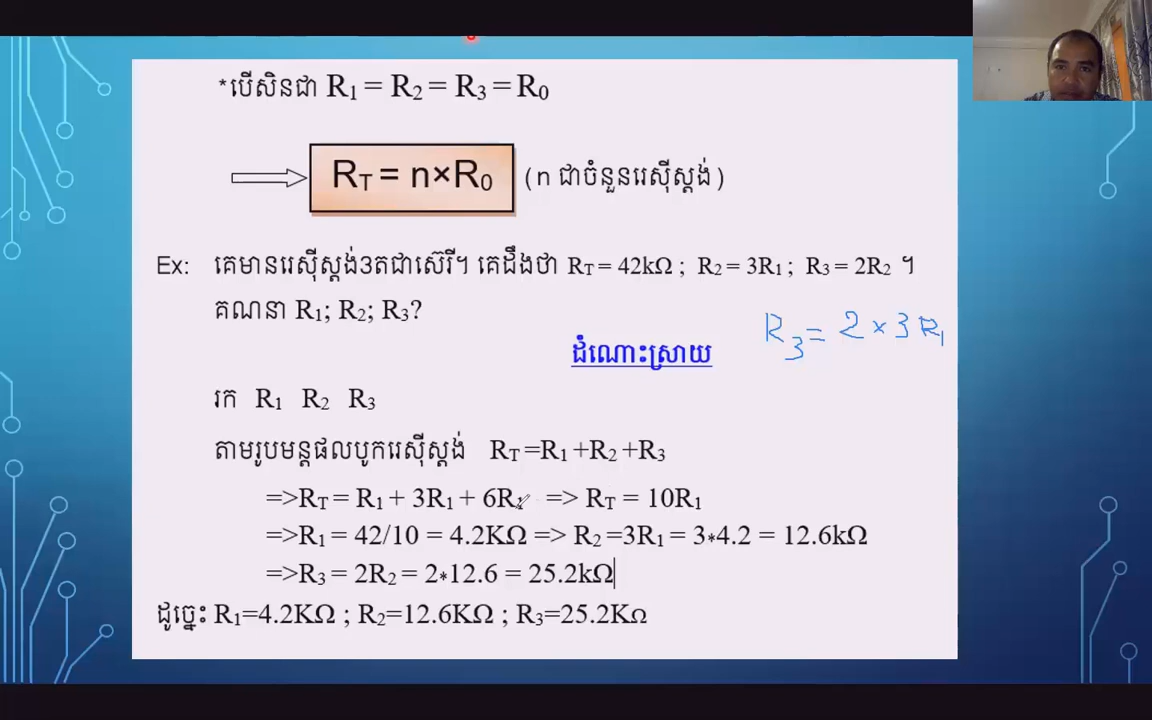 *បើសិនជា R₁ = R₂ = R₃ = R₀
R_T = n×R₀ (n ជាចំនួនរេស៊ីស្តង់)
Ex: គេមានរេស៊ីស្តង់3តជាស៊េរី។ គេដឹងថា R_T = 42kΩ ; R₂ = 3R₁ ; R₃ = 2R₂ ។
គណនា R₁; R₂; R₃?
R₃ = 2 × 3 R₁
ដំណោះស្រាយ
រក R₁ R₂ R₃
តាមរូបមន្តផលបូករេស៊ីស្តង់ R_T =R₁ +R₂ +R₃
=>R_T = R₁ + 3R₁ + 6R₁ => R_T = 10R₁
=>R₁ = 42/10 = 4.2KΩ => R₂ =3R₁ = 3*4.2 = 12.6kΩ
=>R₃ = 2R₂ = 2*12.6 = 25.2kΩ
ដូច្នេះ R₁=4.2KΩ ; R₂=12.6KΩ ; R₃=25.2KΩ